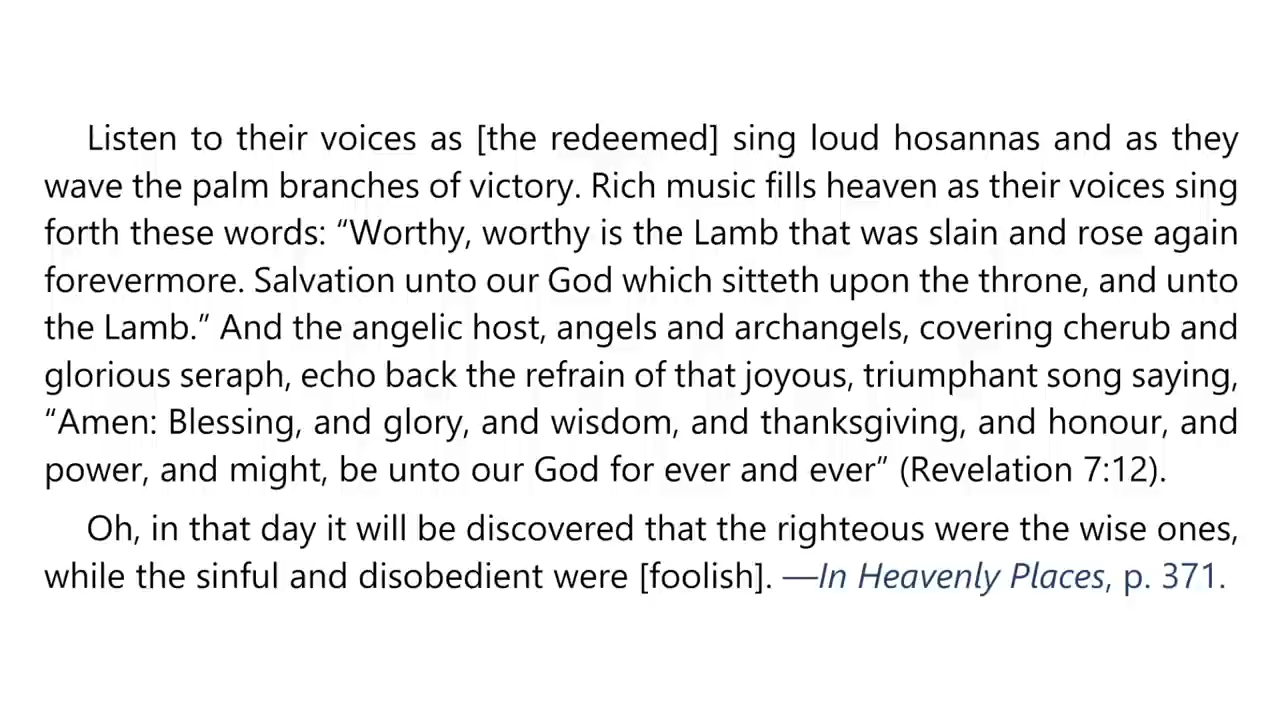 Listen to their voices as [the redeemed] sing loud hosannas and as they
wave the palm branches of victory. Rich music fills heaven as their voices sing
forth these words: “Worthy, worthy is the Lamb that was slain and rose again
forevermore. Salvation unto our God which sitteth upon the throne, and unto
the Lamb.” And the angelic host, angels and archangels, covering cherub and
glorious seraph, echo back the refrain of that joyous, triumphant song saying,
“Amen: Blessing, and glory, and wisdom, and thanksgiving, and honour, and
power, and might, be unto our God for ever and ever” (Revelation 7:12).
Oh, in that day it will be discovered that the righteous were the wise ones,
while the sinful and disobedient were [foolish]. —In Heavenly Places, p. 371.